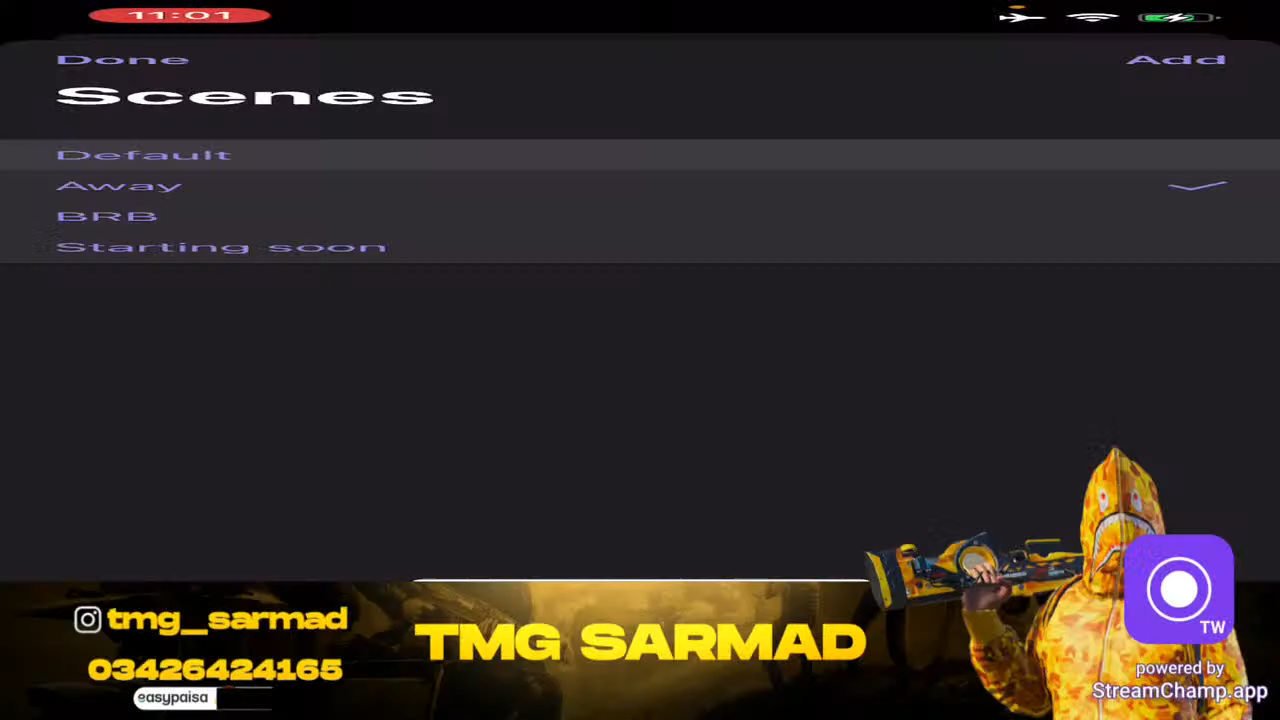 11:01
Done
Add
Scenes
Default
Away
BRB
Starting soon
tmg_sarmad
TMG SARMAD
03426424165
easypaisa
TW
powered by
StreamChamp.app